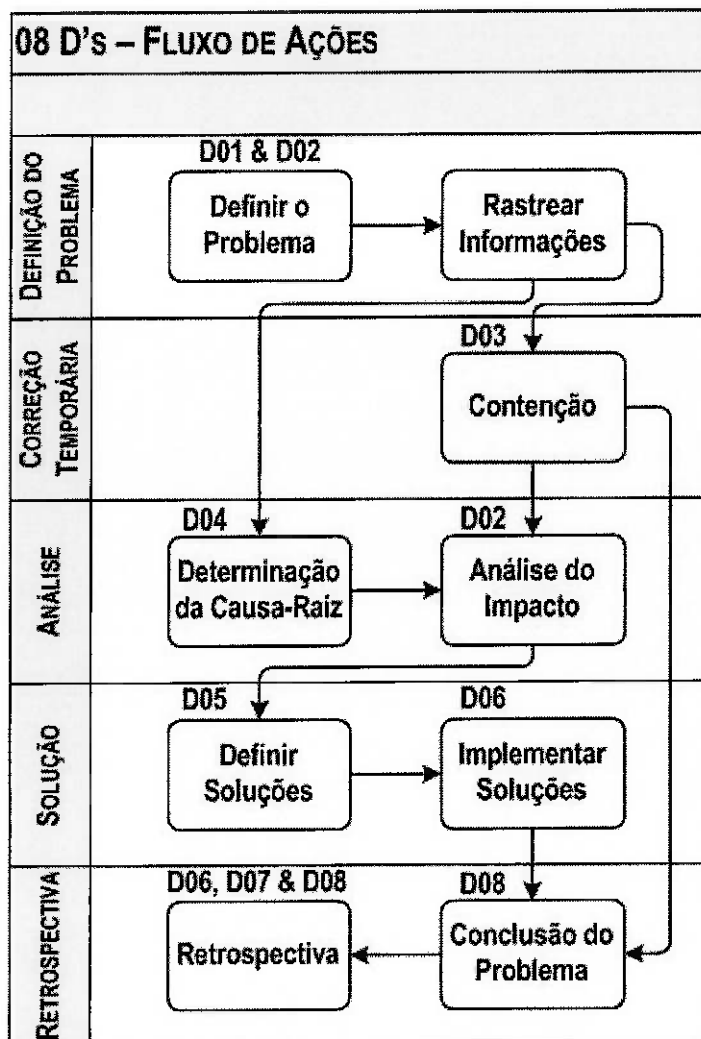 08 D's – FLUXO DE AÇÕES
DEFINIÇÃO DO
PROBLEMA
D01 & D02
Definir o
Problema
Rastrear
Informações
CORREÇÃO
TEMPORÁRIA
D03
Contenção
ANÁLISE
D04
Determinação
da Causa-Raiz
D02
Análise do
Impacto
SOLUÇÃO
D05
Definir
Soluções
D06
Implementar
Soluções
RETROSPECTIVA
D06, D07 & D08
Retrospectiva
D08
Conclusão do
Problema